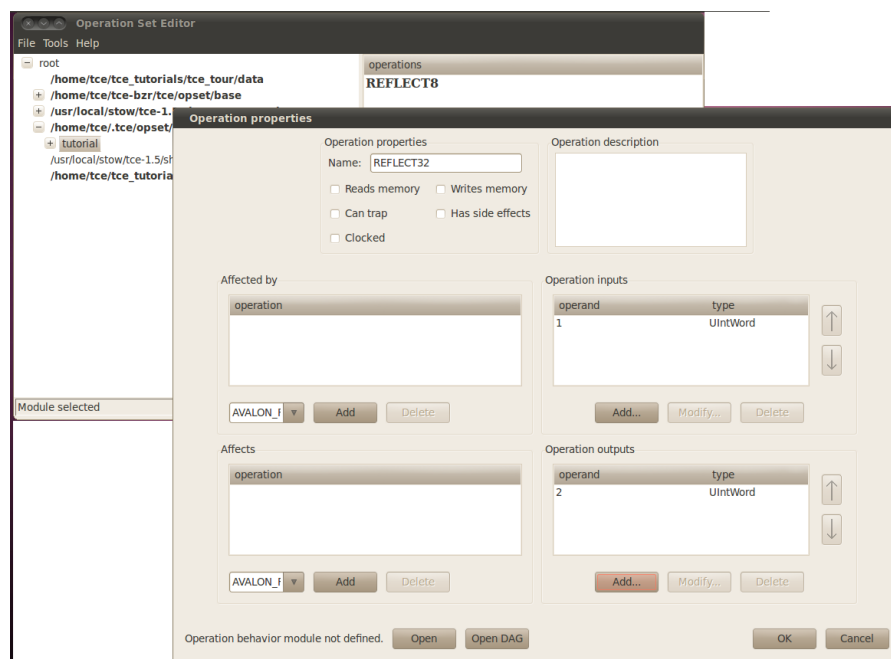 Operation Set Editor
File Tools Help
root
/home/tce/tce_tutorials/tce_tour/data
/home/tce-bzr/tce/opset/base
/usr/local/stow/tce-1.
/home/tce/.tce/opset/
tutorial
/usr/local/stow/tce-1.5/sh
/home/tce/tce_tutoria
Module selected
operations
REFLECT8
Operation properties
Operation properties
Name: REFLECT32
Reads memory Writes memory
Can trap Has side effects
Clocked
Operation description
Affected by
operation
AVALON_F Add Delete
Operation inputs
operand type
1 UIntWord
Add... Modify... Delete
Affects
operation
AVALON_F Add Delete
Operation outputs
operand type
2 UIntWord
Add... Modify... Delete
Operation behavior module not defined. Open Open DAG OK Cancel